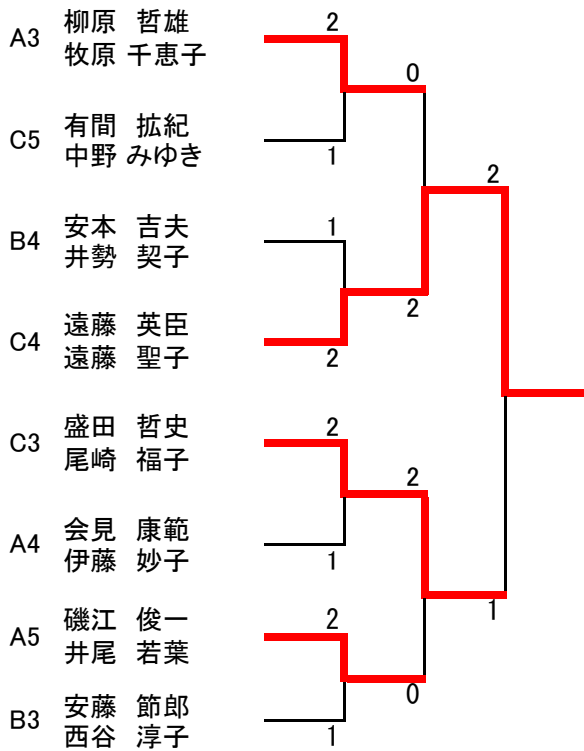 柳原 哲雄
A3
牧原 千恵子
2
0
有間 拡紀
C5
中野 みゆき
1
2
安本 吉夫
B4
井勢 契子
1
2
遠藤 英臣
C4
遠藤 聖子
2
盛田 哲史
C3
尾崎 福子
2
2
会見 康範
A4
伊藤 妙子
1
1
磯江 俊一
A5
井尾 若葉
2
0
安藤 節郎
B3
西谷 淳子
1